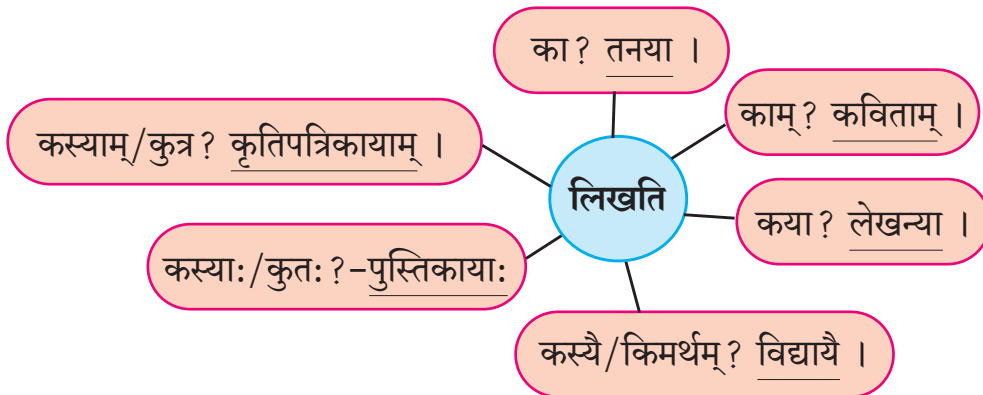 का? तनया ।
काम्? कविताम् ।
कस्याम्/कुत्र? कृतिपत्रिकायाम् ।
लिखति
कया? लेखन्या ।
कस्या:/कुत:?-पुस्तिकाया:
कस्यै/किमर्थम्? विद्यायै ।